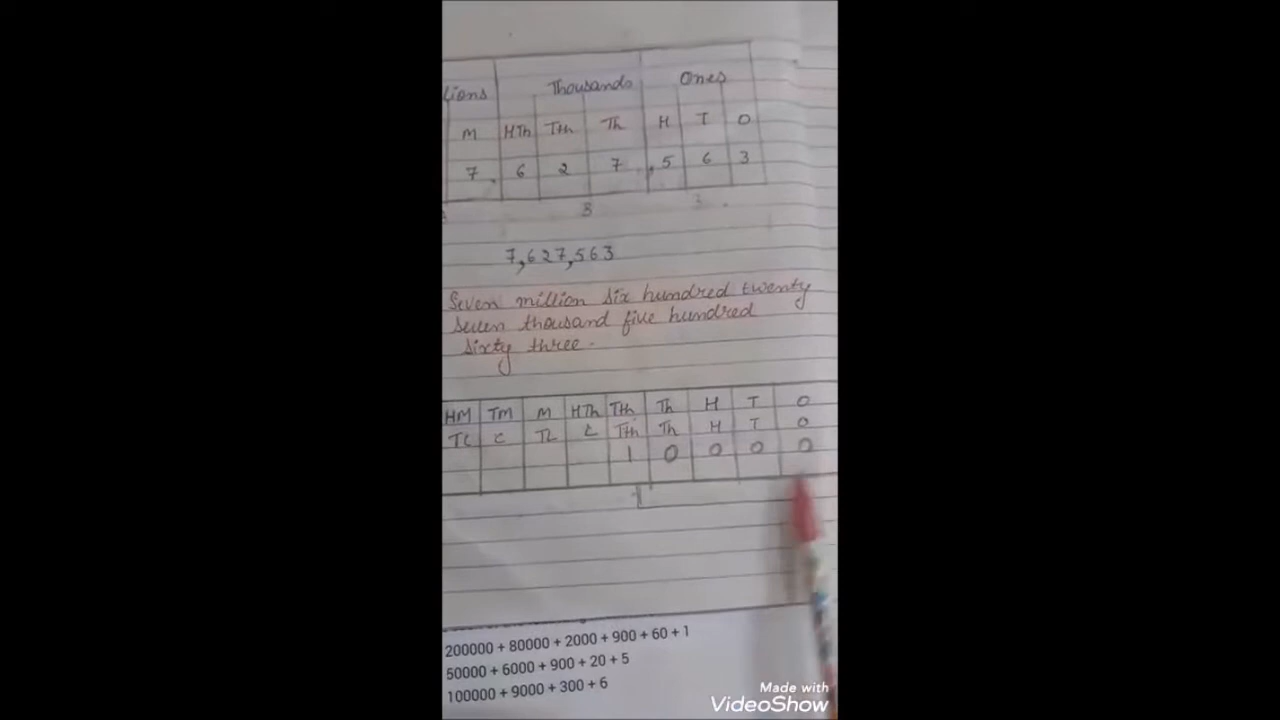 lions Thousands Ones
M HTh Tth Th H T O
7, 6 2 7, 5 6 3
3 3
7,627,563
Seven million six hundred twenty
seven thousand five hundred
sixty three.
HM TM M HTh Tth Th H T O
TC C TL L Tth Th H T O
1 0 0 0 0
200000 + 80000 + 2000 + 900 + 60 + 1
50000 + 6000 + 900 + 20 + 5
100000 + 9000 + 300 + 6
Made with
VideoShow